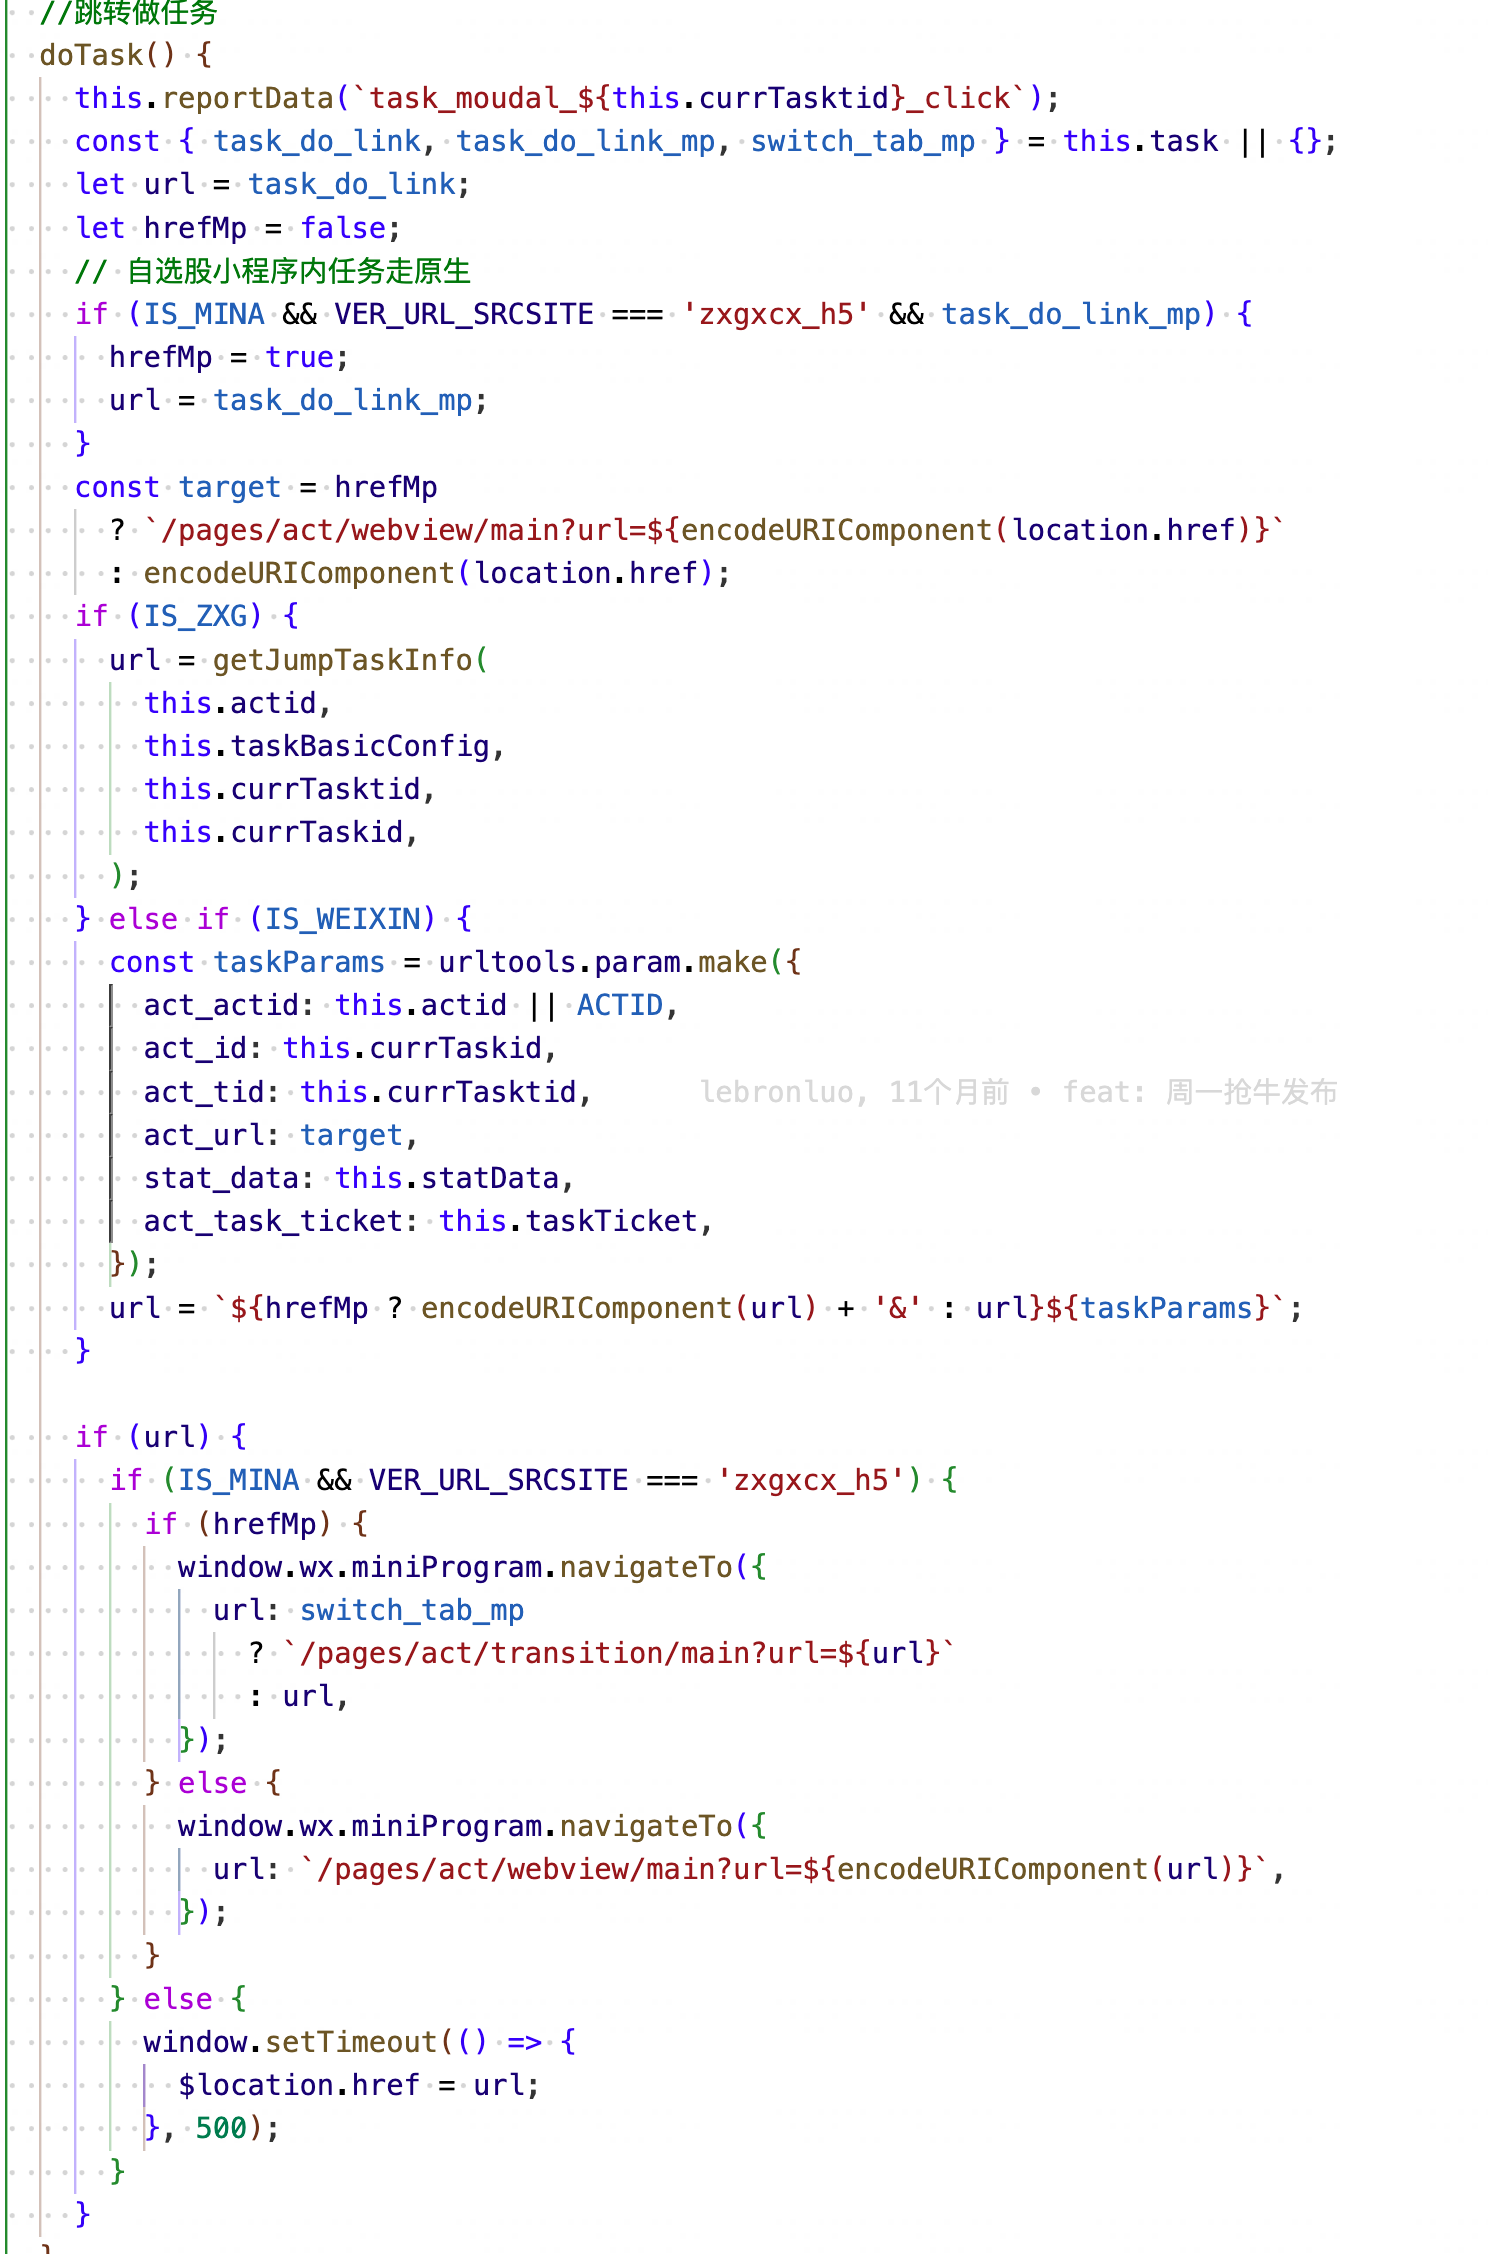 //跳转做任务
doTask() {
this.reportData(`task_moudal_${this.currTasktid}_click`);
const { task_do_link, task_do_link_mp, switch_tab_mp } = this.task || {};
let url = task_do_link;
let hrefMp = false;
// 自选股小程序内任务走原生
if (IS_MINA && VER_URL_SRCSITE === 'zxgxcx_h5' && task_do_link_mp) {
hrefMp = true;
url = task_do_link_mp;
}
const target = hrefMp
? `/pages/act/webview/main?url=${encodeURIComponent(location.href)}`
: encodeURIComponent(location.href);
if (IS_ZXG) {
url = getJumpTaskInfo(
this.actid,
this.taskBasicConfig,
this.currTasktid,
this.currTaskid,
);
} else if (IS_WEIXIN) {
const taskParams = urltools.param.make({
act_actid: this.actid || ACTID,
act_id: this.currTaskid,
act_tid: this.currTasktid, lebronluo, 11个月前 • feat: 周一抢牛发布
act_url: target,
stat_data: this.statData,
act_task_ticket: this.taskTicket,
});
url = `${hrefMp ? encodeURIComponent(url) + '&' : url}${taskParams}`;
}
if (url) {
if (IS_MINA && VER_URL_SRCSITE === 'zxgxcx_h5') {
if (hrefMp) {
window.wx.miniProgram.navigateTo({
url: switch_tab_mp
? `/pages/act/transition/main?url=${url}`
: url,
});
} else {
window.wx.miniProgram.navigateTo({
url: `/pages/act/webview/main?url=${encodeURIComponent(url)}`,
});
}
} else {
window.setTimeout(() => {
$location.href = url;
}, 500);
}
}
}